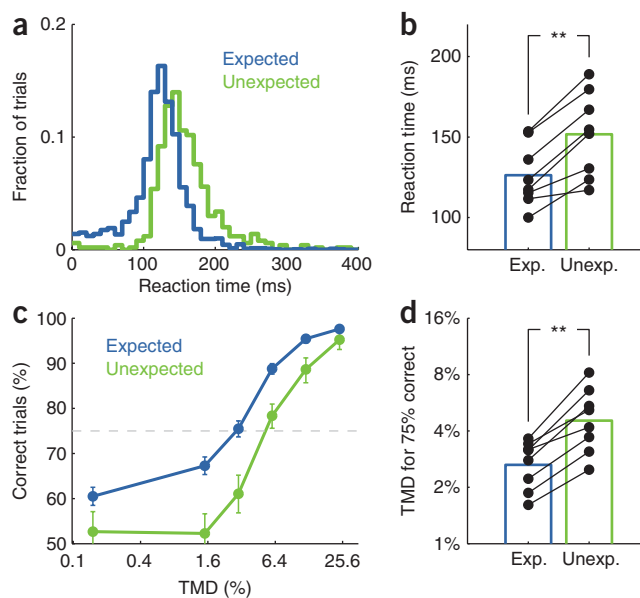 a
0.2
0.1
0
Fraction of trials
Expected
Unexpected
0 100 200 300 400
Reaction time (ms)
b
200
150
100
Reaction time (ms)
**
Exp. Unexp.
c
100
90
80
70
60
50
Correct trials (%)
Expected
Unexpected
0.1 0.4 1.6 6.4 25.6
TMD (%)
d
16%
8%
4%
2%
1%
TMD for 75% correct
**
Exp. Unexp.